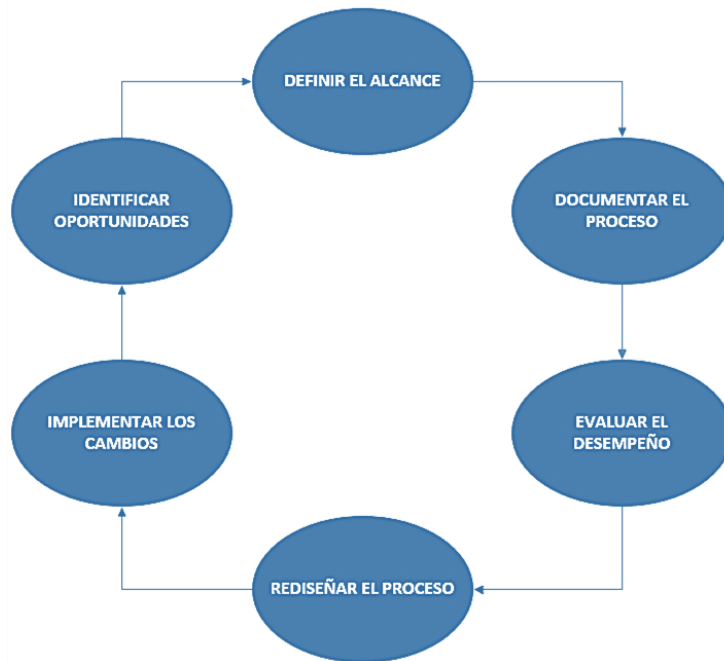 DEFINIR EL ALCANCE
DOCUMENTAR EL
PROCESO
EVALUAR EL
DESEMPEÑO
REDISEÑAR EL PROCESO
IMPLEMENTAR LOS
CAMBIOS
IDENTIFICAR
OPORTUNIDADES